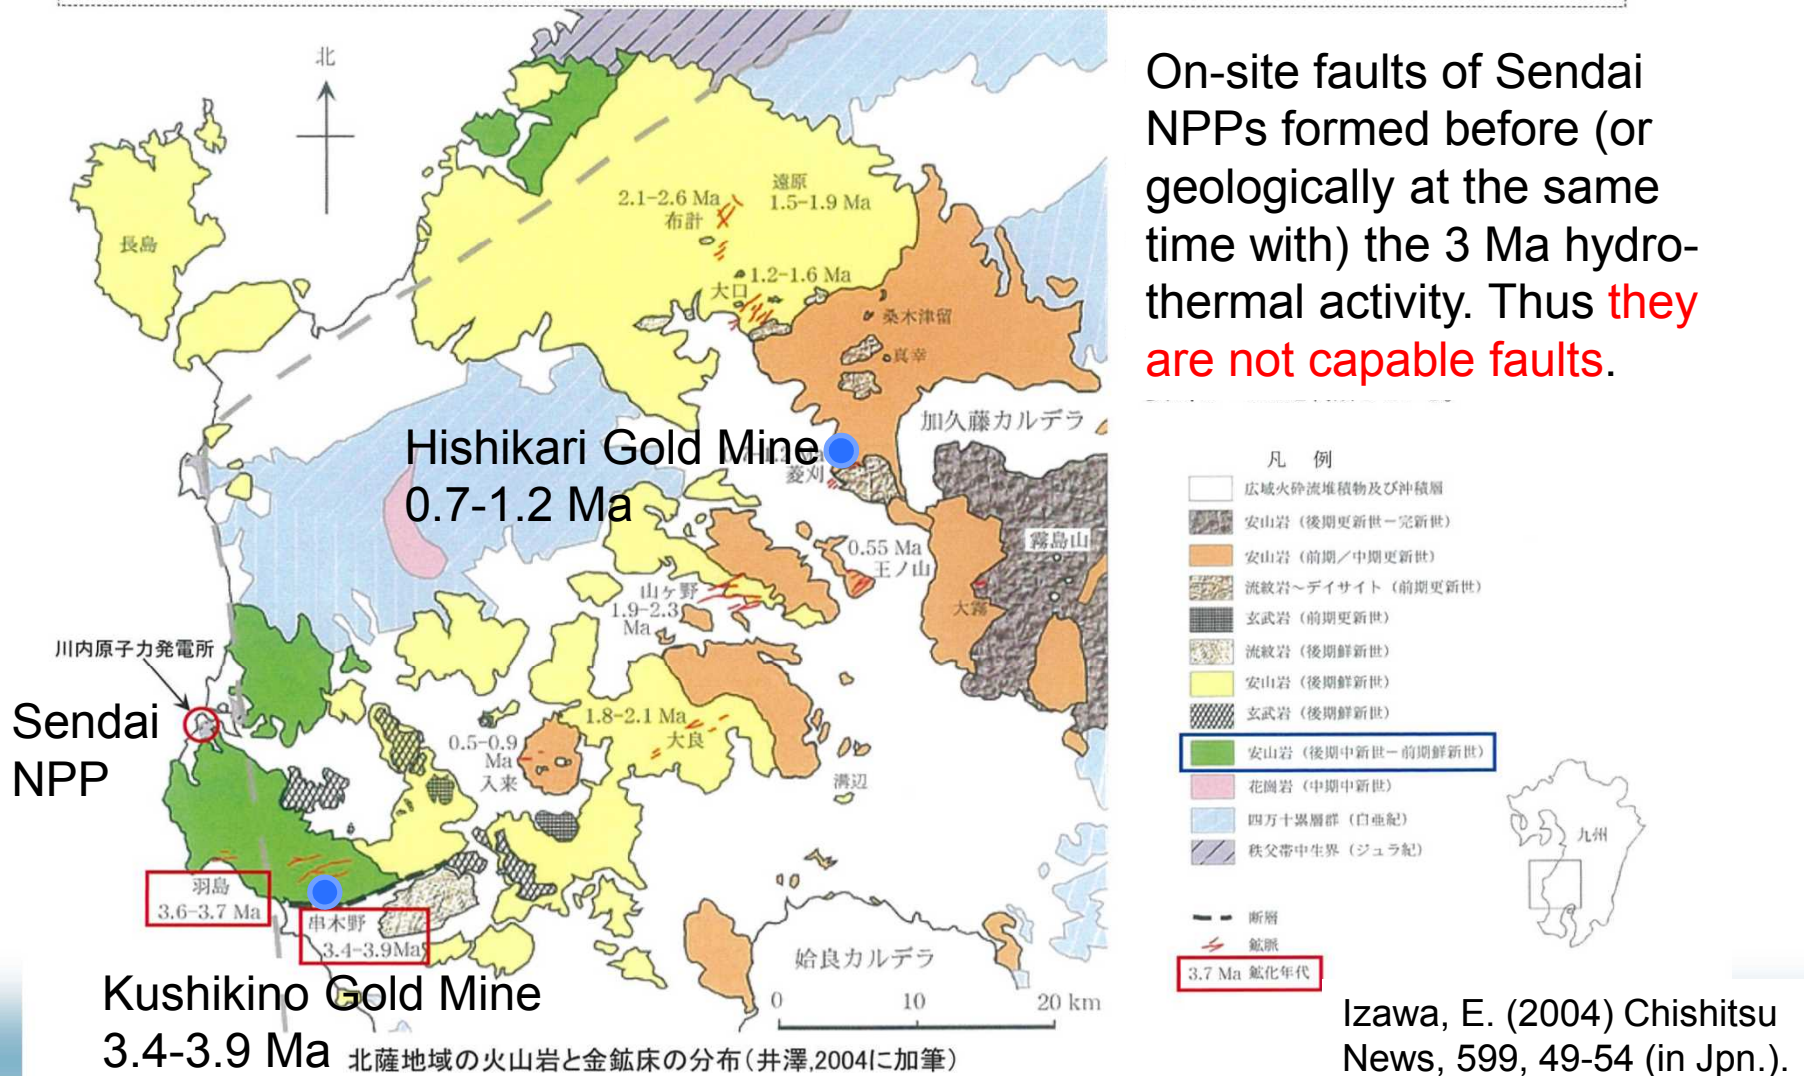 北
On-site faults of Sendai
NPPs formed before (or
geologically at the same
time with) the 3 Ma hydro-
thermal activity. Thus they
are not capable faults.
長島
2.1-2.6 Ma
布計
遠原
1.5-1.9 Ma
1.2-1.6 Ma
大口
桑木津留
真幸
加久藤カルデラ
Hishikari Gold Mine
0.7-1.2 Ma
菱刈
霧島山
0.55 Ma
王ノ山
大霧
山ヶ野
1.9-2.3
Ma
川内原子力発電所
Sendai
NPP
1.8-2.1 Ma
大良
0.5-0.9
Ma
入来
溝辺
羽島
3.6-3.7 Ma
串木野
3.4-3.9Ma
姶良カルデラ
0 10 20 km
Kushikino Gold Mine
3.4-3.9 Ma
北薩地域の火山岩と金鉱床の分布(井澤,2004に加筆)
凡 例
広域火砕流堆積物及び沖積層
安山岩 (後期更新世-完新世)
安山岩 (前期/中期更新世)
流紋岩~デイサイト (前期更新世)
玄武岩 (前期更新世)
流紋岩 (後期鮮新世)
安山岩 (後期鮮新世)
玄武岩 (後期鮮新世)
安山岩 (後期中新世-前期鮮新世)
花崗岩 (中期中新世)
四万十累層群 (白亜紀)
秩父帯中生界 (ジュラ紀)
断層
鉱脈
3.7 Ma 鉱化年代
九州
Izawa, E. (2004) Chishitsu
News, 599, 49-54 (in Jpn.).